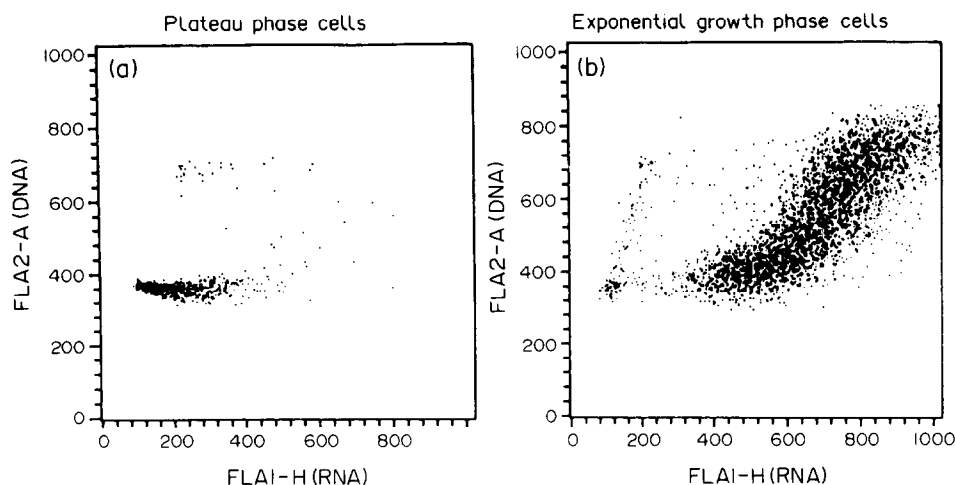 Plateau phase cells
(a)
1000
800
600
400
200
0
0 200 400 600 800
FLA2-A (DNA)
FLA1-H (RNA)
Exponential growth phase cells
(b)
1000
800
600
400
200
0
0 200 400 600 800 1000
FLA2-A (DNA)
FLA1-H (RNA)